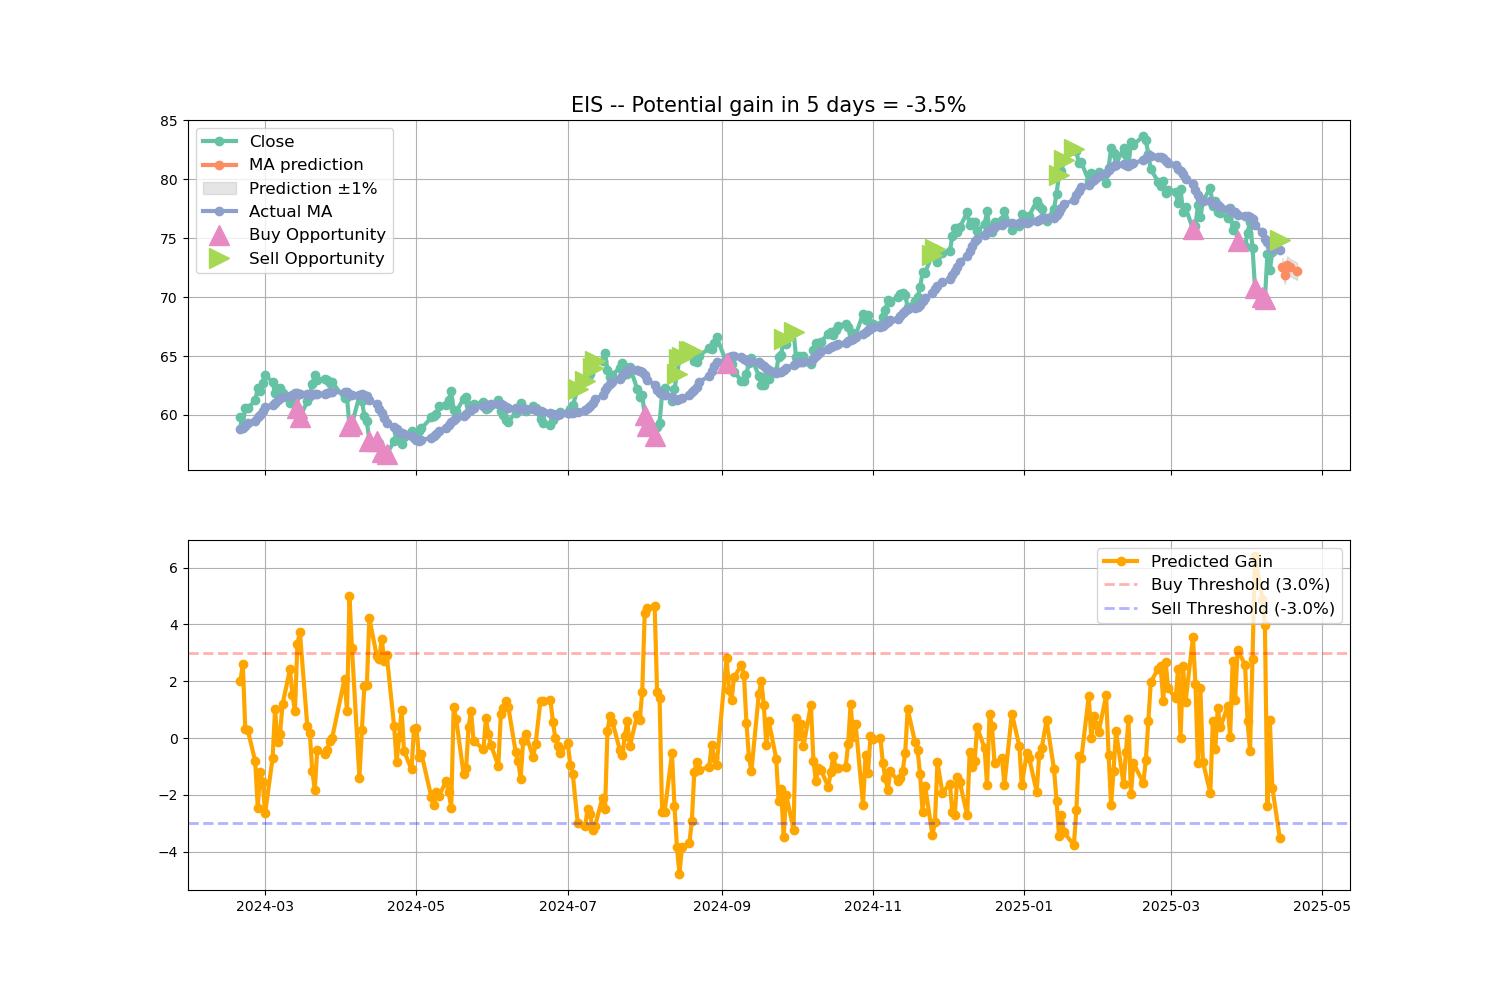 EIS -- Potential gain in 5 days = -3.5%
85
80
75
70
65
60
Close
MA prediction
Prediction ±1%
Actual MA
Buy Opportunity
Sell Opportunity
6
4
2
0
−2
−4
Predicted Gain
Buy Threshold (3.0%)
Sell Threshold (-3.0%)
2024-03
2024-05
2024-07
2024-09
2024-11
2025-01
2025-03
2025-05